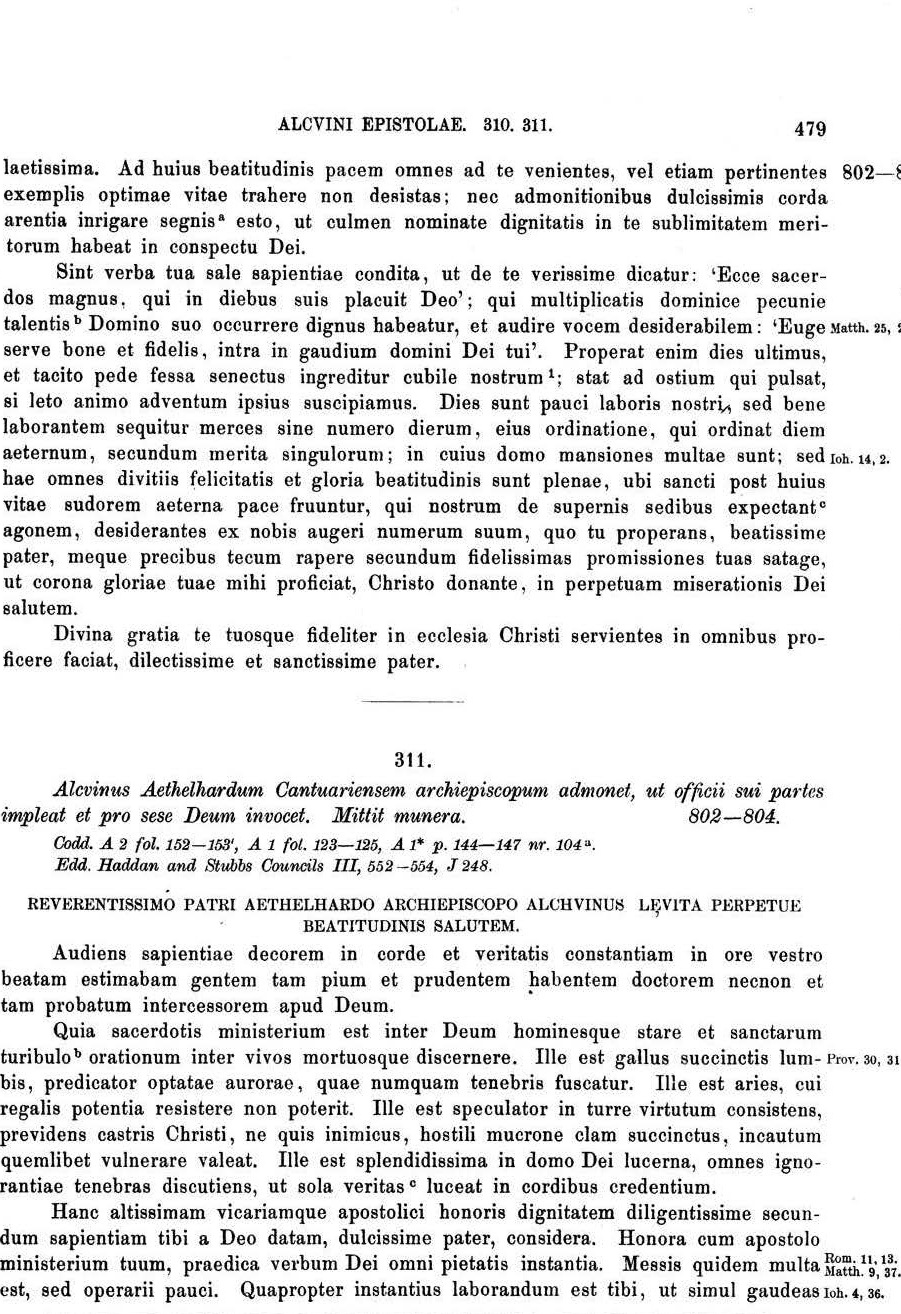 ALCVINI EPISTOLAE. 310. 311. 479
laetissima. Ad huius beatitudinis pacem omnes ad te venientes, vel etiam pertinentes 802—8
exemplis optimae vitae trahere non desistas; nec admonitionibus dulcissimis corda
arentia inrigare segnis ᵃ esto, ut culmen nominate dignitatis in te sublimitatem meri-
torum habeat in conspectu Dei.
Sint verba tua sale sapientiae condita, ut de te verissime dicatur: ‘Ecce sacer-
dos magnus, qui in diebus suis placuit Deo’; qui multiplicatis dominice pecunie
talentis ᵇ Domino suo occurrere dignus habeatur, et audire vocem desiderabilem: ‘Euge Matth. 25,
serve bone et fidelis, intra in gaudium domini Dei tui’. Properat enim dies ultimus,
et tacito pede fessa senectus ingreditur cubile nostrum ¹; stat ad ostium qui pulsat,
si leto animo adventum ipsius suscipiamus. Dies sunt pauci laboris nostri, sed bene
laborantem sequitur merces sine numero dierum, eius ordinatione, qui ordinat diem
aeternum, secundum merita singulorum; in cuius domo mansiones multae sunt; sed Ioh. 14, 2.
hae omnes divitiis felicitatis et gloria beatitudinis sunt plenae, ubi sancti post huius
vitae sudorem aeterna pace fruuntur, qui nostrum de supernis sedibus expectant ᶜ
agonem, desiderantes ex nobis augeri numerum suum, quo tu properans, beatissime
pater, meque precibus tecum rapere secundum fidelissimas promissiones tuas satage,
ut corona gloriae tuae mihi proficiat, Christo donante, in perpetuam miserationis Dei
salutem.
Divina gratia te tuosque fideliter in ecclesia Christi servientes in omnibus pro-
ficere faciat, dilectissime et sanctissime pater.
311.
Alcvinus Aethelhardum Cantuariensem archiepiscopum admonet, ut officii sui partes
impleat et pro sese Deum invocet. Mittit munera. 802—804.
Codd. A 2 fol. 152—153', A 1 fol. 123—125, A 1* p. 144—147 nr. 104 ᵃ.
Edd. Haddan and Stubbs Councils III, 552—554, J 248.
REVERENTISSIMO PATRI AETHELHARDO ARCHIEPISCOPO ALCHVINUS LĘVITA PERPETUE
BEATITUDINIS SALUTEM.
Audiens sapientiae decorem in corde et veritatis constantiam in ore vestro
beatam estimabam gentem tam pium et prudentem habentem doctorem necnon et
tam probatum intercessorem apud Deum.
Quia sacerdotis ministerium est inter Deum hominesque stare et sanctarum
turibulo ᵇ orationum inter vivos mortuosque discernere. Ille est gallus succinctis lum- Prov. 30, 31
bis, predicator optatae aurorae, quae numquam tenebris fuscatur. Ille est aries, cui
regalis potentia resistere non poterit. Ille est speculator in turre virtutum consistens,
previdens castris Christi, ne quis inimicus, hostili mucrone clam succinctus, incautum
quemlibet vulnerare valeat. Ille est splendidissima in domo Dei lucerna, omnes igno-
rantiae tenebras discutiens, ut sola veritas ᶜ luceat in cordibus credentium.
Hanc altissimam vicariamque apostolici honoris dignitatem diligentissime secun-
dum sapientiam tibi a Deo datam, dulcissime pater, considera. Honora cum apostolo
ministerium tuum, praedica verbum Dei omni pietatis instantia. Messis quidem multa Rom. 11, 13. Matth. 9, 37.
est, sed operarii pauci. Quapropter instantius laborandum est tibi, ut simul gaudeas Ioh. 4, 36.